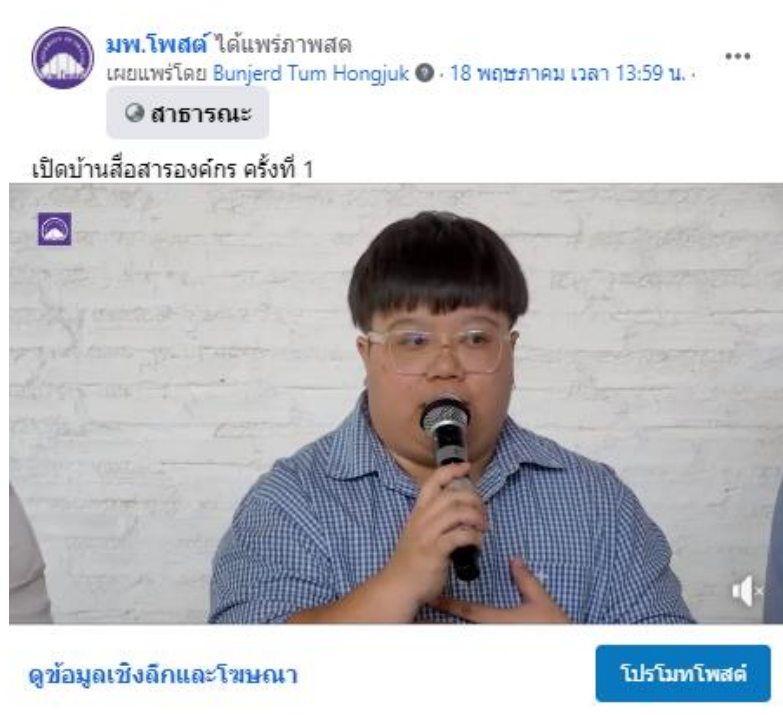 มพ.โพสต์ ได้แพร่ภาพสด
เผยแพร่โดย Bunjerd Tum Hongjuk · 18 พฤษภาคม เวลา 13:59 น. ·
สาธารณะ
เปิดบ้านสื่อสารองค์กร ครั้งที่ 1
ดูข้อมูลเชิงลึกและโฆษณา
โปรโมทโพสต์